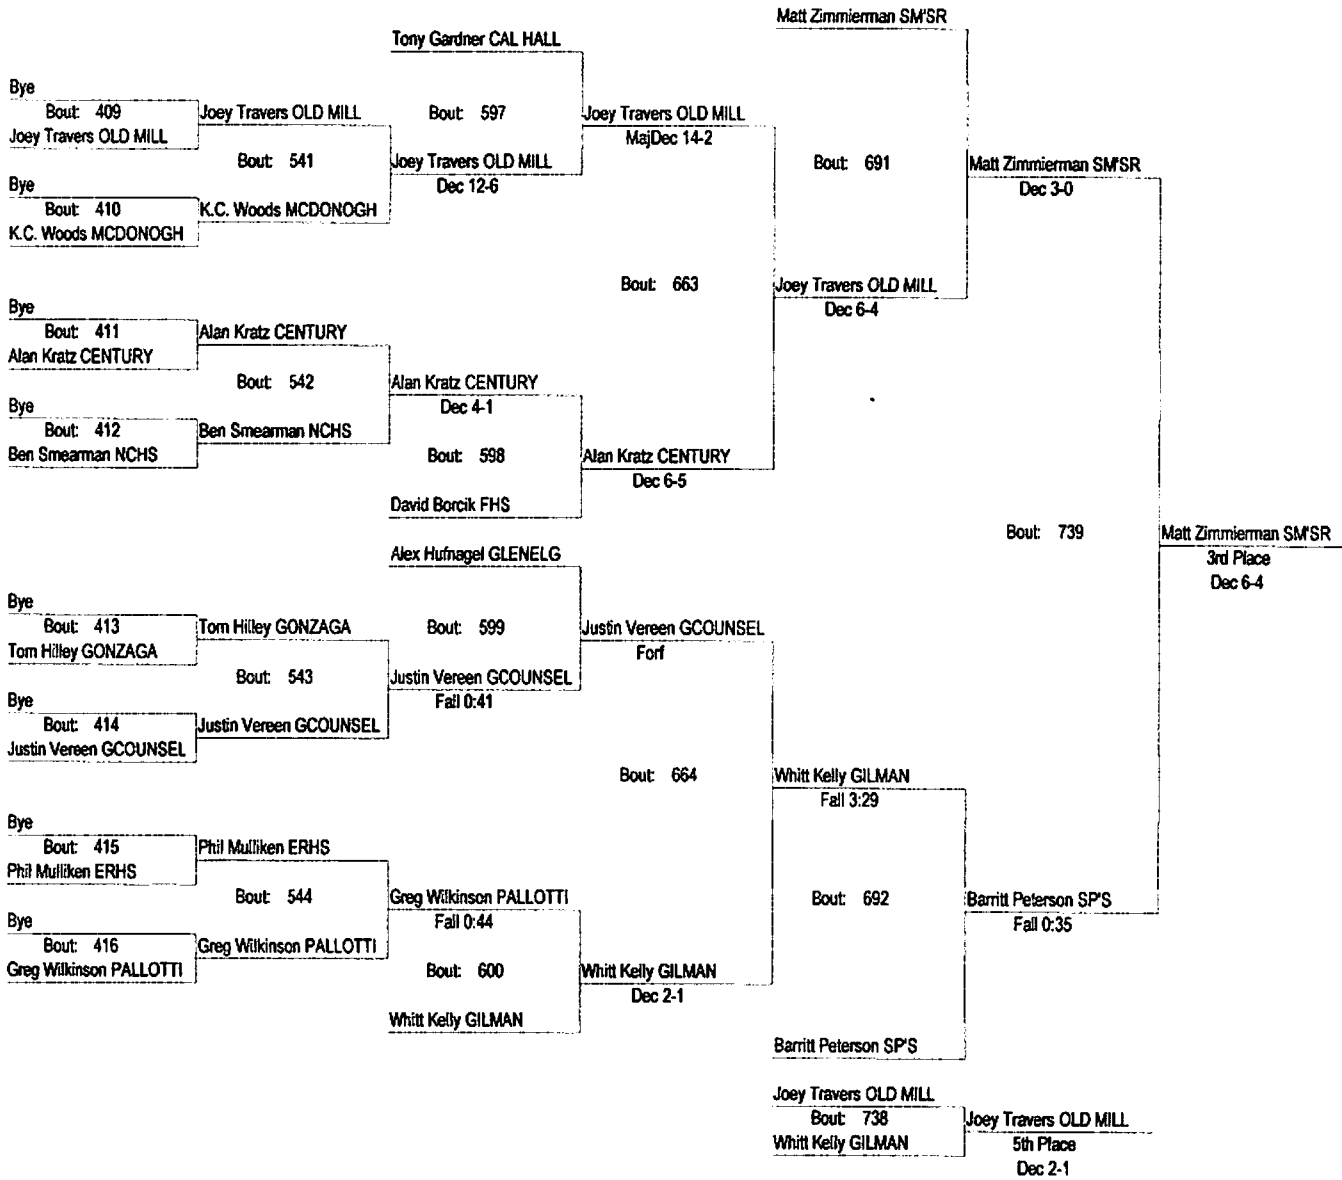 Matt Zimmierman SM'SR
Tony Gardner CAL HALL
Bye
Bout: 409
Joey Travers OLD MILL
Joey Travers OLD MILL
Bout: 597
Joey Travers OLD MILL
MajDec 14-2
Bout: 541
Joey Travers OLD MILL
Dec 12-6
Bout: 691
Matt Zimmierman SM'SR
Dec 3-0
Bye
Bout: 410
K.C. Woods MCDONOGH
K.C. Woods MCDONOGH
Bout: 663
Joey Travers OLD MILL
Dec 6-4
Bye
Bout: 411
Alan Kratz CENTURY
Alan Kratz CENTURY
Bout: 542
Alan Kratz CENTURY
Dec 4-1
Bye
Bout: 412
Ben Smearman NCHS
Ben Smearman NCHS
Bout: 598
Alan Kratz CENTURY
Dec 6-5
David Borcik FHS
Bout: 739
Matt Zimmierman SM'SR
3rd Place
Dec 6-4
Alex Hufnagel GLENELG
Bye
Bout: 413
Tom Hilley GONZAGA
Tom Hilley GONZAGA
Bout: 599
Justin Vereen GCOUNSEL
Forf
Bout: 543
Justin Vereen GCOUNSEL
Fall 0:41
Bye
Bout: 414
Justin Vereen GCOUNSEL
Justin Vereen GCOUNSEL
Bout: 664
Whitt Kelly GILMAN
Fall 3:29
Bye
Bout: 415
Phil Mulliken ERHS
Phil Mulliken ERHS
Bout: 544
Greg Wilkinson PALLOTTI
Fall 0:44
Bout: 692
Barritt Peterson SP'S
Fall 0:35
Bye
Bout: 416
Greg Wilkinson PALLOTTI
Greg Wilkinson PALLOTTI
Bout: 600
Whitt Kelly GILMAN
Dec 2-1
Whitt Kelly GILMAN
Barritt Peterson SP'S
Joey Travers OLD MILL
Bout: 738
Whitt Kelly GILMAN
Joey Travers OLD MILL
5th Place
Dec 2-1